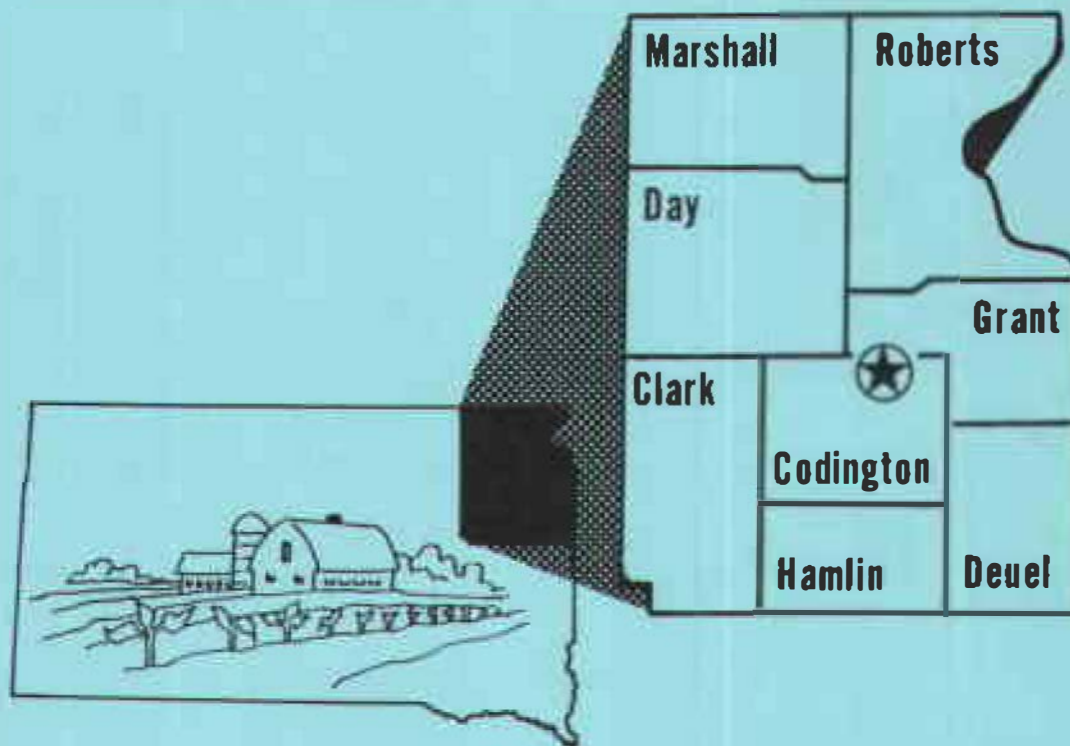 Marshall
Roberts
Day
Grant
Clark
Codington
Hamlin
Deuel